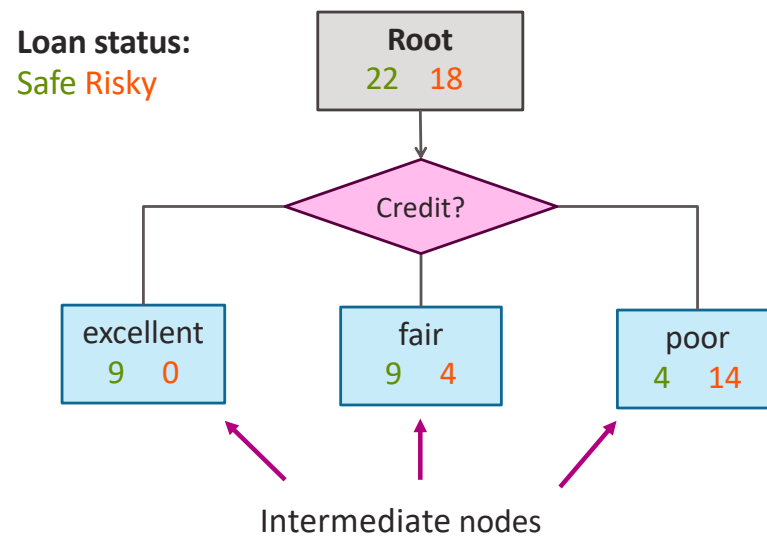 Loan status:
Safe Risky
Root
22 18
Credit?
excellent
9 0
fair
9 4
poor
4 14
Intermediate nodes